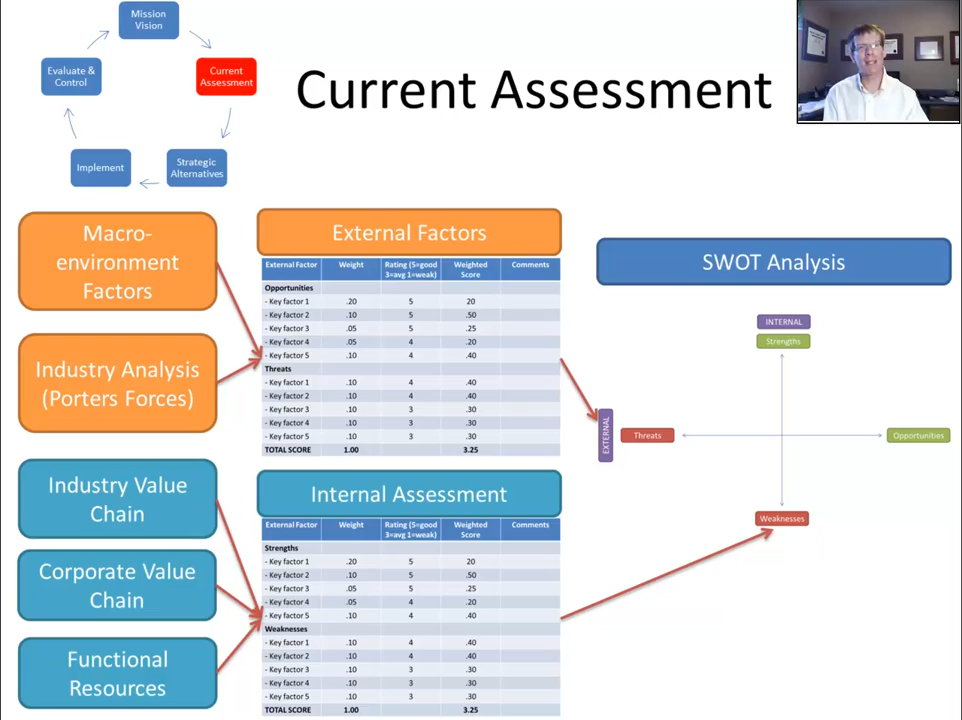 Mission
Vision
Evaluate &
Control
Current
Assessment
Implement
Strategic
Alternatives
Current Assessment
Macro-
environment
Factors
Industry Analysis
(Porters Forces)
Industry Value
Chain
Corporate Value
Chain
Functional
Resources
External Factors
External Factor Weight Rating (5=good Weighted Comments
3=avg 1=weak) Score
Opportunities
- Key factor 1 .20 5 20
- Key factor 2 .10 5 .50
- Key factor 3 .05 5 .25
- Key factor 4 .05 4 .20
- Key factor 5 .10 4 .40
Threats
- Key factor 1 .10 4 .40
- Key factor 2 .10 4 .40
- Key factor 3 .10 3 .30
- Key factor 4 .10 3 .30
- Key factor 5 .10 3 .30
TOTAL SCORE 1.00 3.25
Internal Assessment
External Factor Weight Rating (5=good Weighted Comments
3=avg 1=weak) Score
Strengths
- Key factor 1 .20 5 20
- Key factor 2 .10 5 .50
- Key factor 3 .05 5 .25
- Key factor 4 .05 4 .20
- Key factor 5 .10 4 .40
Weaknesses
- Key factor 1 .10 4 .40
- Key factor 2 .10 4 .40
- Key factor 3 .10 3 .30
- Key factor 4 .10 3 .30
- Key factor 5 .10 3 .30
TOTAL SCORE 1.00 3.25
SWOT Analysis
INTERNAL
Strengths
EXTERNAL
Threats
Opportunities
Weaknesses